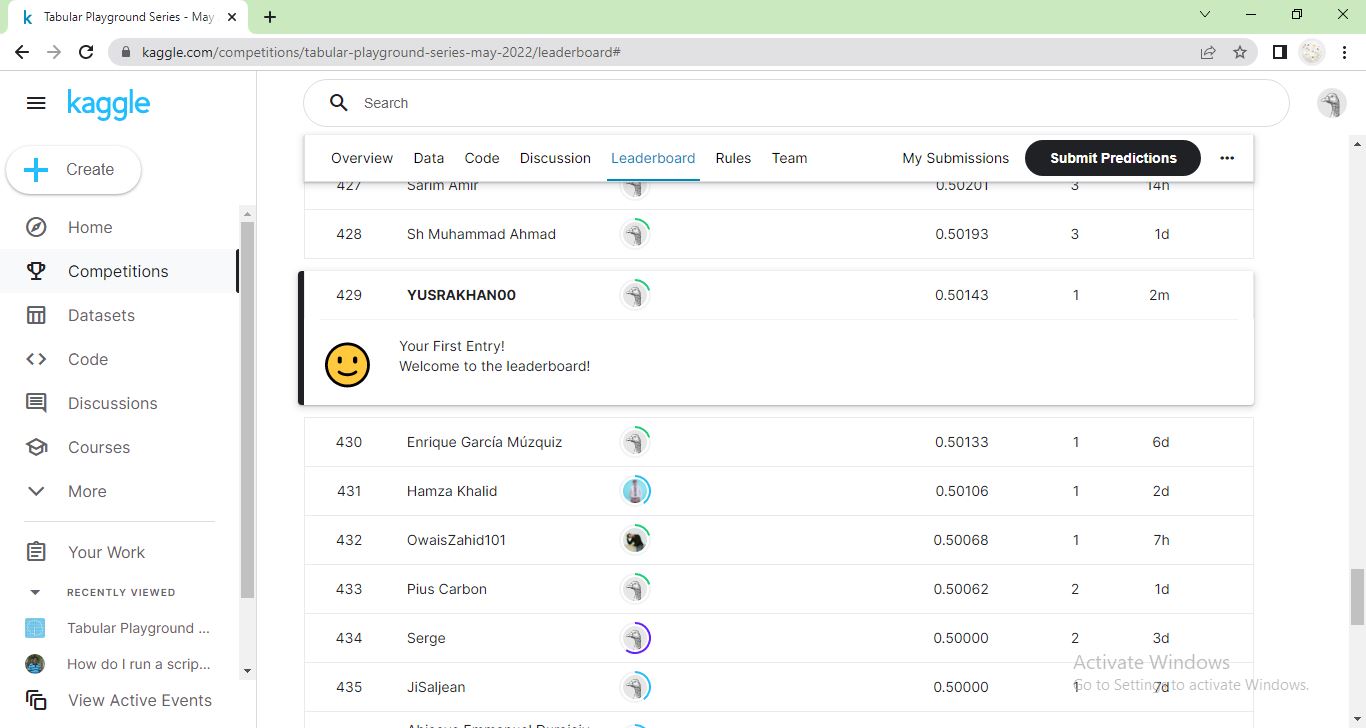 Tabular Playground Series - May
kaggle.com/competitions/tabular-playground-series-may-2022/leaderboard#
kaggle
Search
Create
Overview Data Code Discussion Leaderboard Rules Team My Submissions Submit Predictions
Home
Competitions
Datasets
Code
Discussions
Courses
More
Your Work
RECENTLY VIEWED
Tabular Playground ...
How do I run a scrip...
View Active Events
427 Sarim Amir 0.50201 3 14h
428 Sh Muhammad Ahmad 0.50193 3 1d
429 YUSRAKHAN00 0.50143 1 2m
Your First Entry!
Welcome to the leaderboard!
430 Enrique García Múzquiz 0.50133 1 6d
431 Hamza Khalid 0.50106 1 2d
432 OwaisZahid101 0.50068 1 7h
433 Pius Carbon 0.50062 2 1d
434 Serge 0.50000 2 3d
435 JiSaljean 0.50000 7d
Activate Windows
Go to Settings to activate Windows.